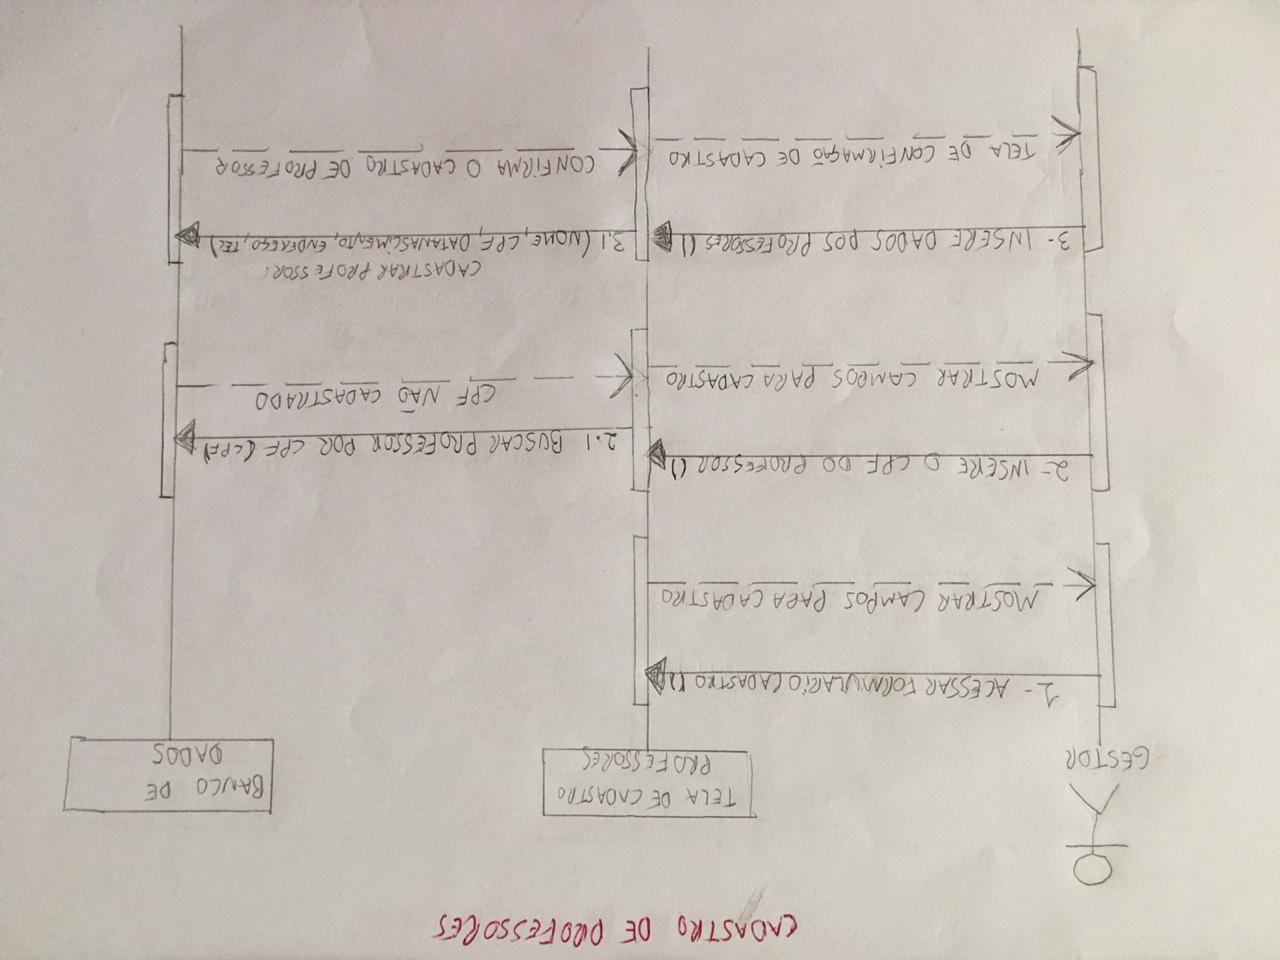 CADASTRO DE PROFESSORES
GESTOR
TELA DE CADASTRO
PROFESSORES
BANCO DE
DADOS
1- ACESSAR FORMULARIO CADASTRO ()
MOSTRAR CAMPOS PARA CADASTRO
2- INSERE O CPF DO PROFESSOR ()
2.1 BUSCAR PROFESSOR POR CPF (CPF)
CPF NÃO CADASTRADO
MOSTRAR CAMPOS PARA CADASTRO
CADASTRAR PROFESSOR:
3- INSERE DADOS DOS PROFESSORES ()
3.1 (NOME, CPF, DATANASCIMENTO, ENDEREÇO, TEL)
CONFIRMA O CADASTRO DE PROFESSOR
TELA DE CONFIRMAÇÃO DE CADASTRO